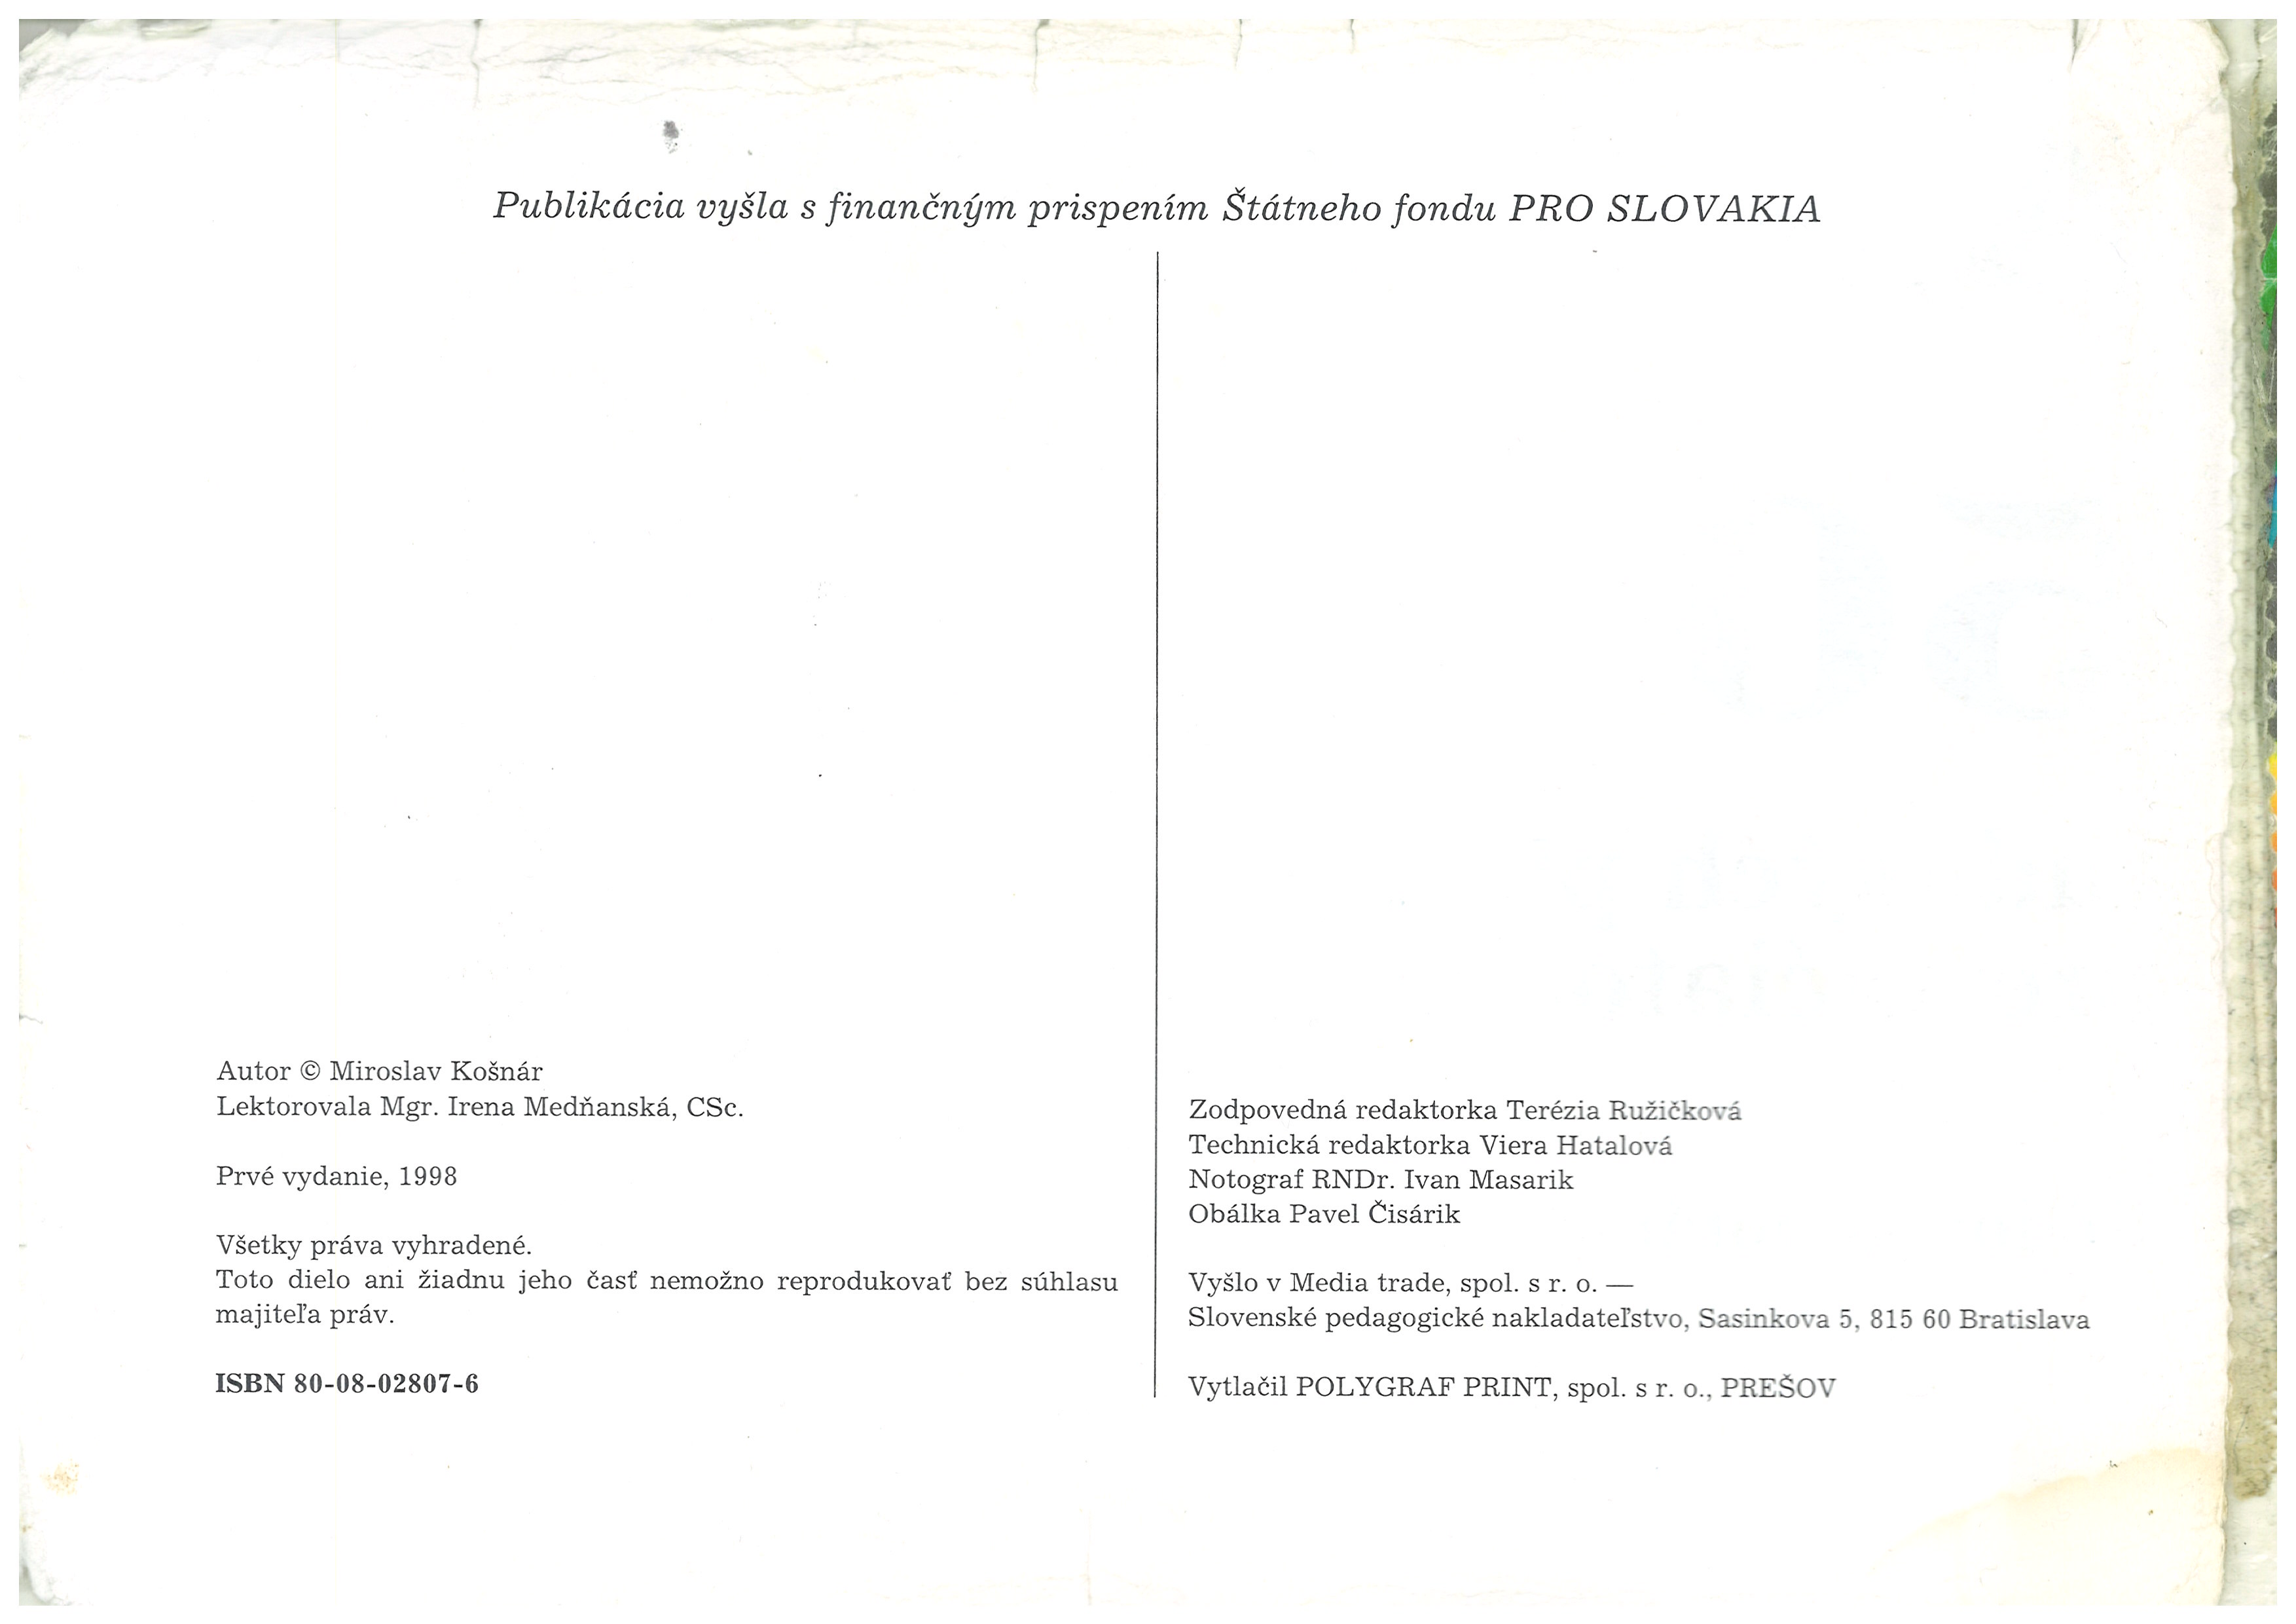 Publikácia vyšla s finančným prispením Štátneho fondu PRO SLOVAKIA
Autor © Miroslav Košnár
Lektorovala Mgr. Irena Medňanská, CSc.
Prvé vydanie, 1998
Všetky práva vyhradené.
Toto dielo ani žiadnu jeho časť nemožno reprodukovať bez súhlasu
majiteľa práv.
ISBN 80-08-02807-6
Zodpovedná redaktorka Terézia Ružičková
Technická redaktorka Viera Hatalová
Notograf RNDr. Ivan Masarik
Obálka Pavel Čisárik
Vyšlo v Media trade, spol. s r. o. —
Slovenské pedagogické nakladateľstvo, Sasinkova 5, 815 60 Bratislava
Vytlačil POLYGRAF PRINT, spol. s r. o., PREŠOV